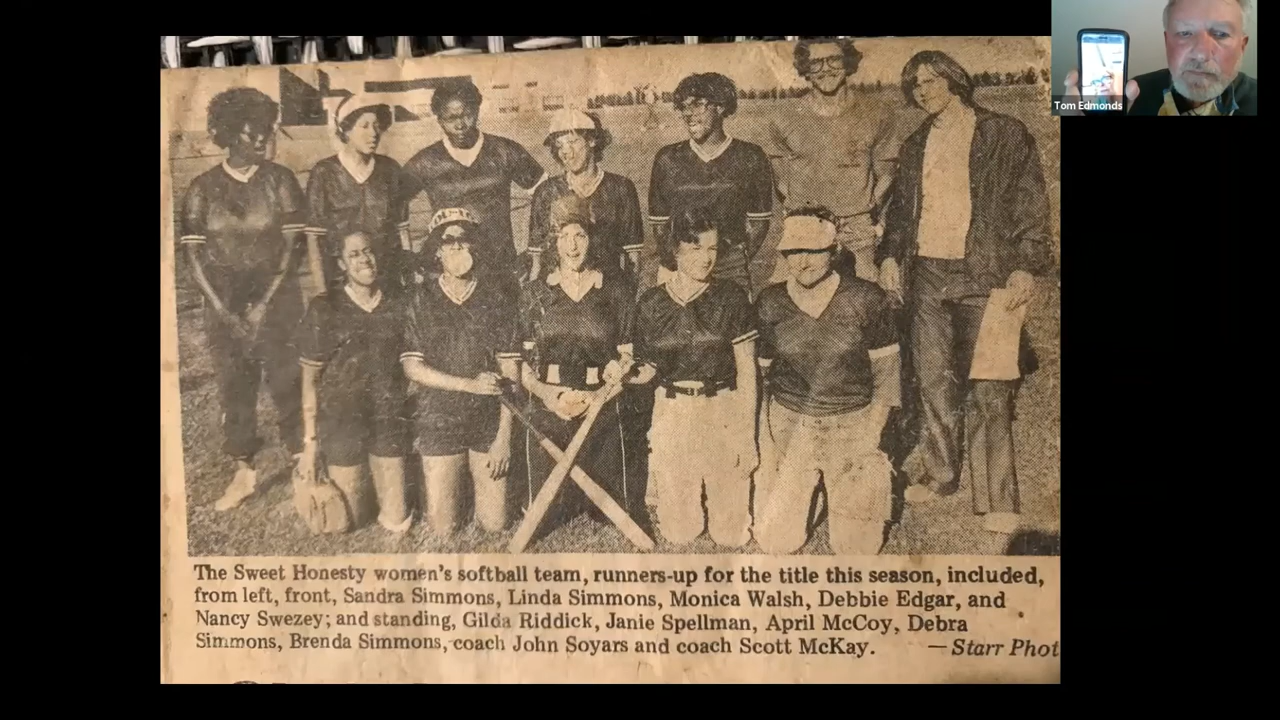 Tom Edmonds
The Sweet Honesty women's softball team, runners-up for the title this season, included,
from left, front, Sandra Simmons, Linda Simmons, Monica Walsh, Debbie Edgar, and
Nancy Swezey; and standing, Gilda Riddick, Janie Spellman, April McCoy, Debra
Simmons, Brenda Simmons, coach John Soyars and coach Scott McKay. — Starr Phot